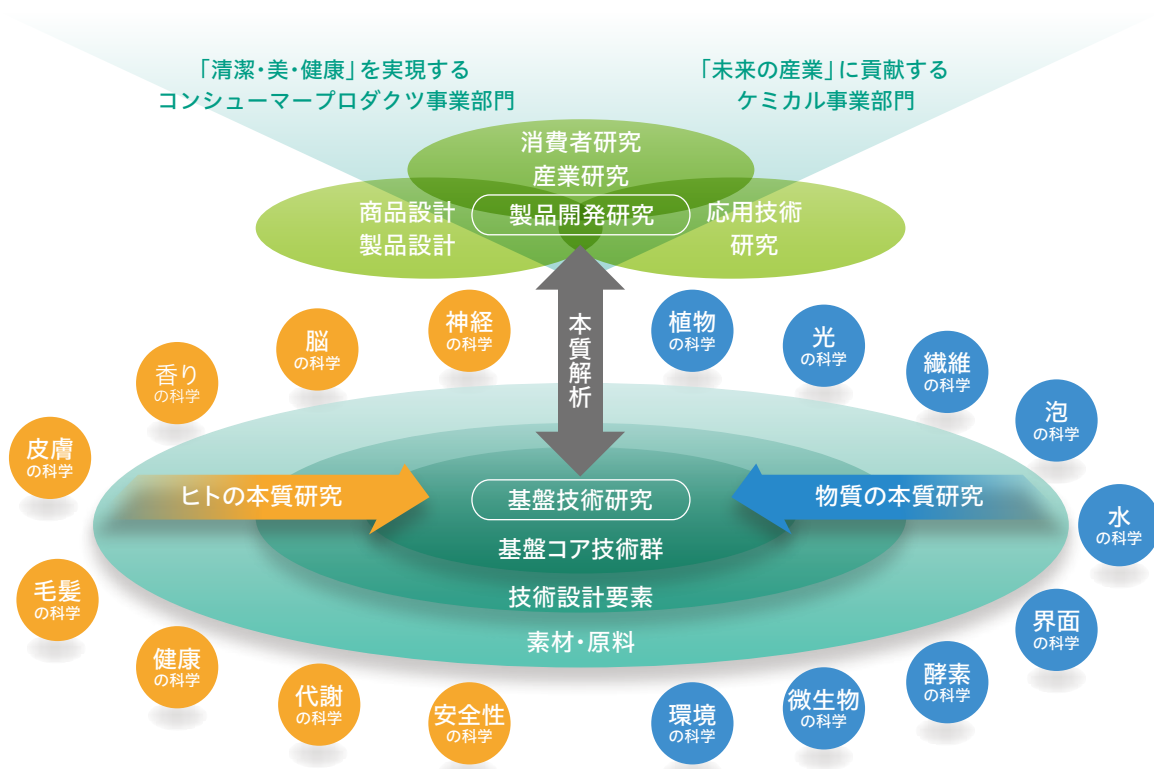 「清潔・美・健康」を実現する
コンシューマープロダクツ事業部門
「未来の産業」に貢献する
ケミカル事業部門
消費者研究
産業研究
商品設計
製品設計
製品開発研究
応用技術
研究
本質解析
神経
の科学
脳
の科学
香り
の科学
皮膚
の科学
毛髪
の科学
健康
の科学
代謝
の科学
安全性
の科学
植物
の科学
光
の科学
繊維
の科学
泡
の科学
水
の科学
界面
の科学
酵素
の科学
微生物
の科学
環境
の科学
ヒトの本質研究
物質の本質研究
基盤技術研究
基盤コア技術群
技術設計要素
素材・原料